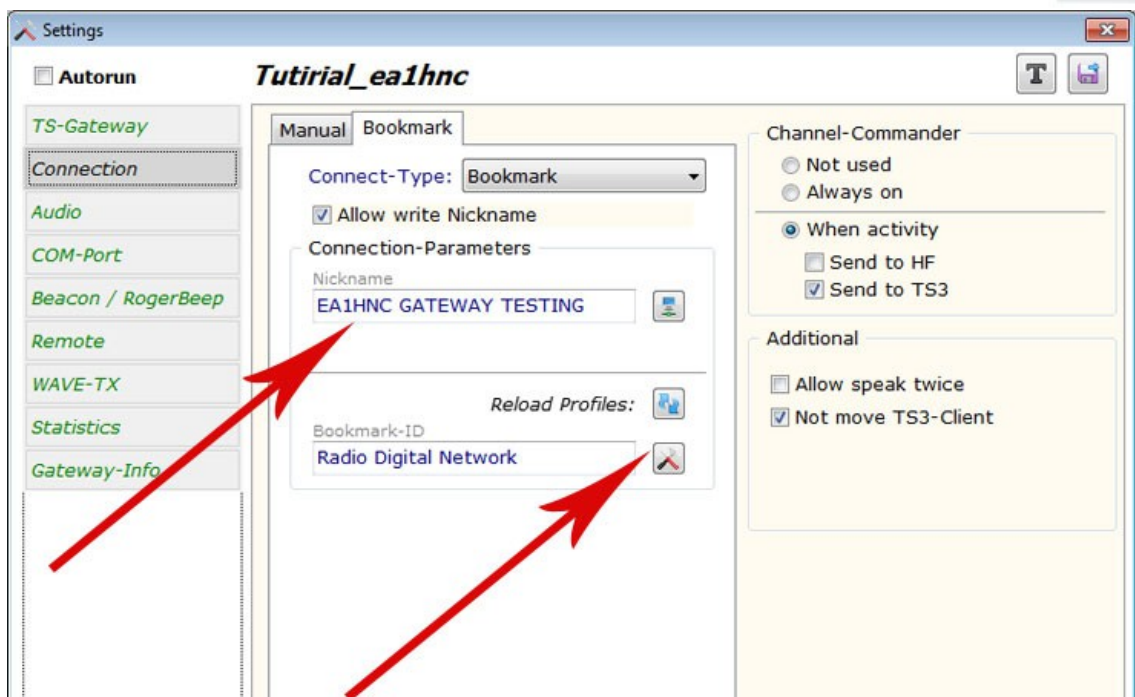 Settings
Autorun
Tutirial_ea1hnc
T
TS-Gateway
Connection
Audio
COM-Port
Beacon / RogerBeep
Remote
WAVE-TX
Statistics
Gateway-Info
Manual
Bookmark
Connect-Type: Bookmark
Allow write Nickname
Connection-Parameters
Nickname
EA1HNC GATEWAY TESTING
Reload Profiles:
Bookmark-ID
Radio Digital Network
Channel-Commander
Not used
Always on
When activity
Send to HF
Send to TS3
Additional
Allow speak twice
Not move TS3-Client